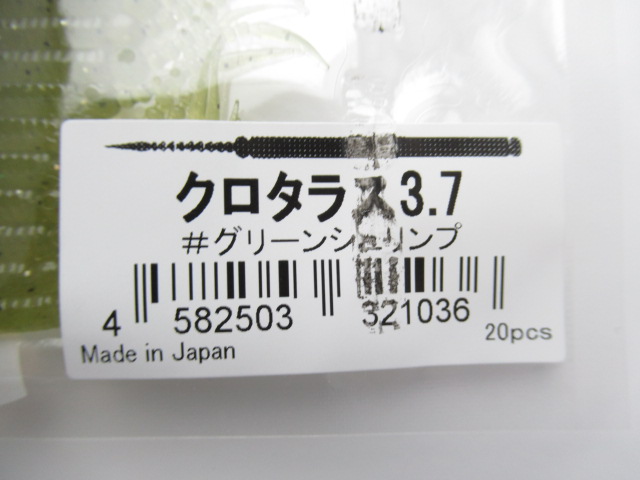 クロタラス3.7
#グリーンシュリンプ
4 582503 321036
20pcs
Made in Japan